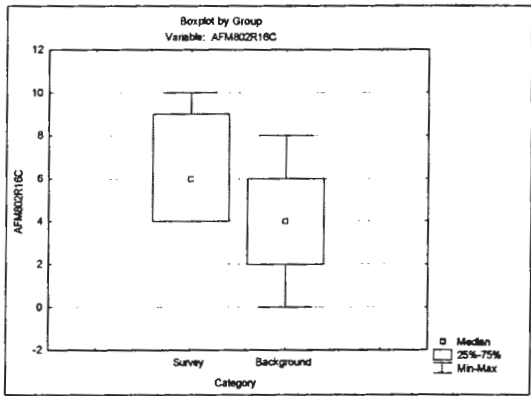 Boxplot by Group
Variable: AFM802R16C
12
10
8
6
4
2
0
-2
AFM802R16C
Survey
Background
Category
Median
25%-75%
Min-Max